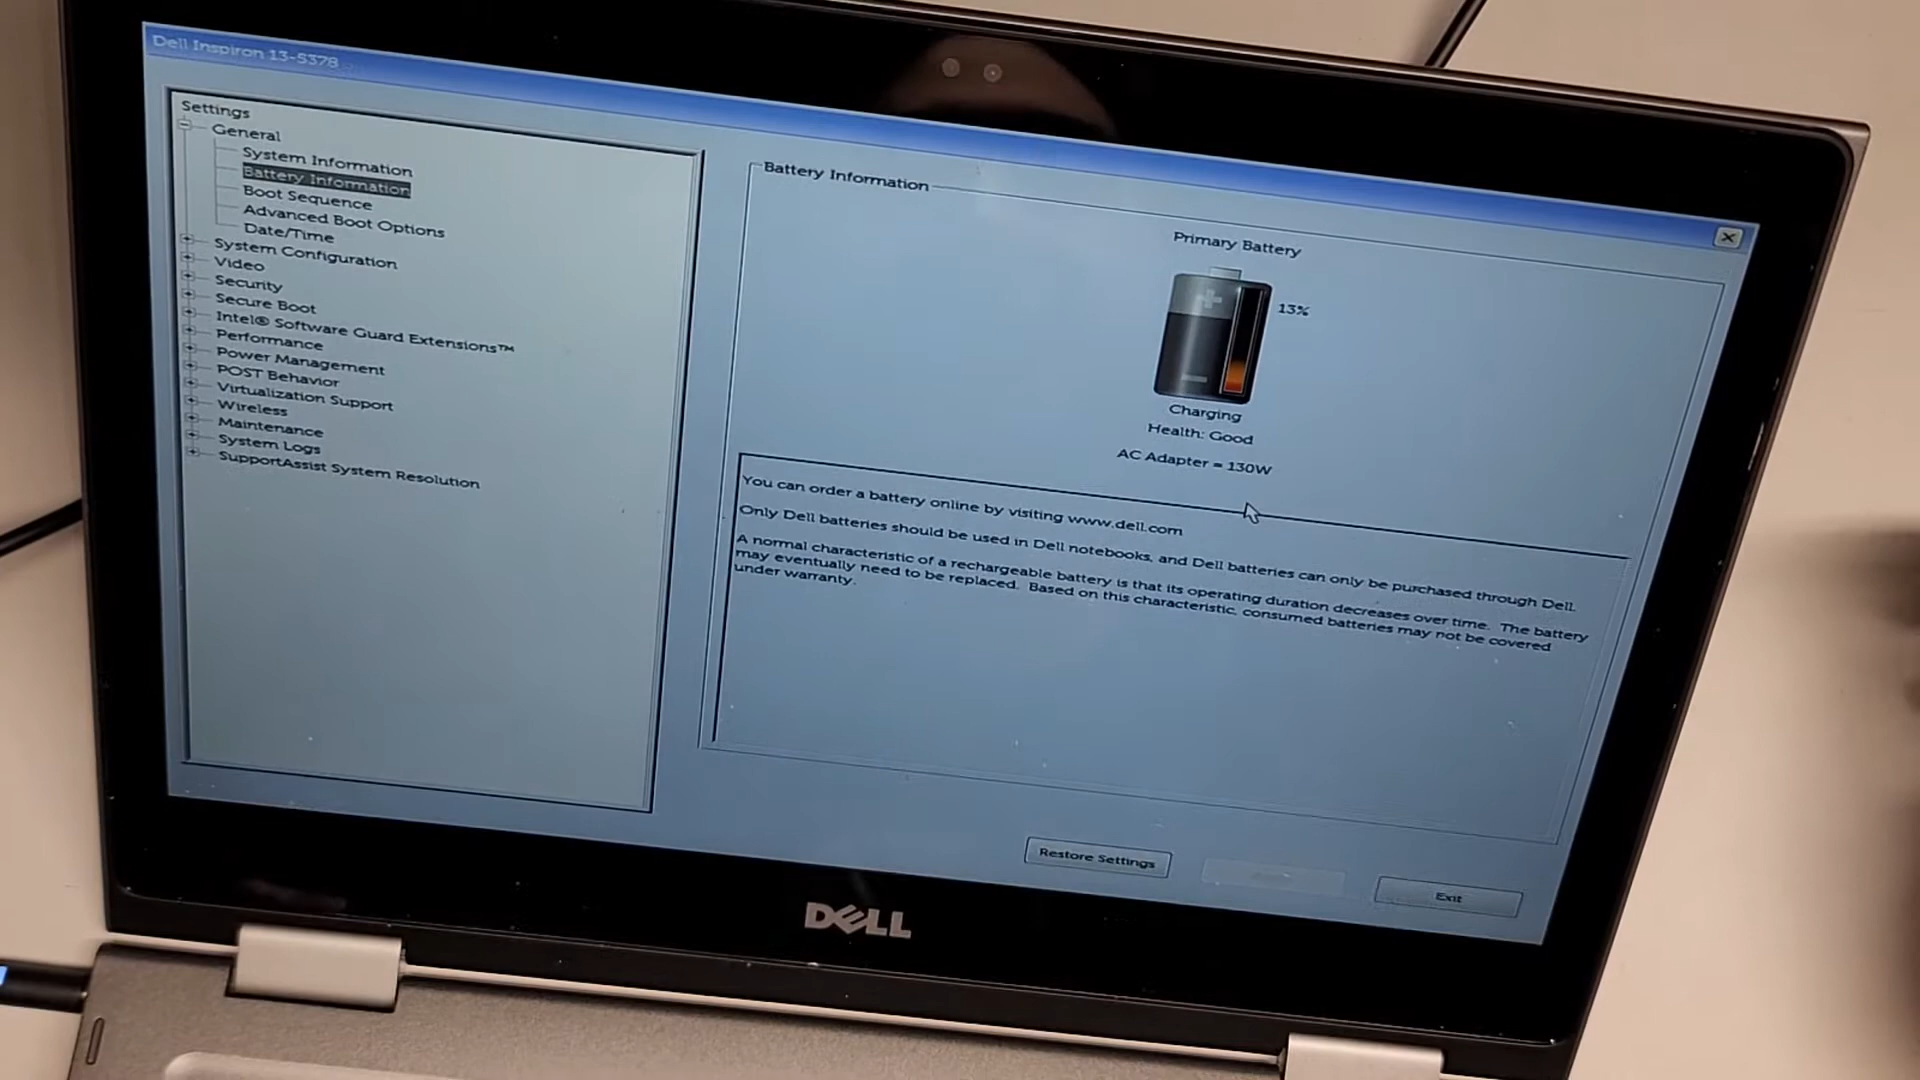 Dell Inspiron 13-5378
Settings
General
System Information
Battery Information
Boot Sequence
Advanced Boot Options
Date/Time
System Configuration
Video
Security
Secure Boot
Intel® Software Guard Extensions™
Performance
Power Management
POST Behavior
Virtualization Support
Wireless
Maintenance
System Logs
SupportAssist System Resolution
Battery Information
Primary Battery
13%
Charging
Health: Good
AC Adapter = 130W
You can order a battery online by visiting www.dell.com
Only Dell batteries should be used in Dell notebooks, and Dell batteries can only be purchased through Dell.
A normal characteristic of a rechargeable battery is that its operating duration decreases over time. The battery
may eventually need to be replaced. Based on this characteristic, consumed batteries may not be covered
under warranty.
Restore Settings
Exit
DELL